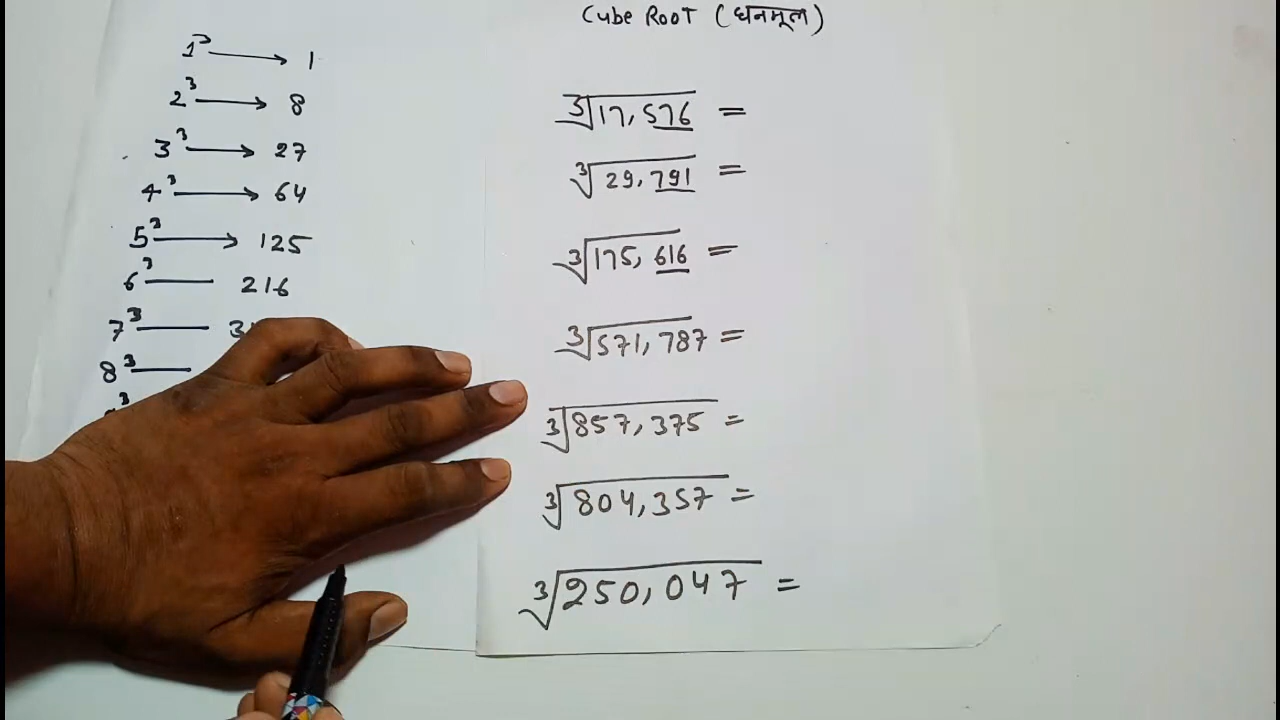 Cube Root (घनमूल)
1³ → 1
2³ → 8
3³ → 27
4³ → 64
5³ → 125
6³ — 216
7³ — 3
8³ —
∛17,576 =
∛29,791 =
∛175,616 =
∛571,787 =
∛857,375 =
∛804,357 =
∛250,047 =